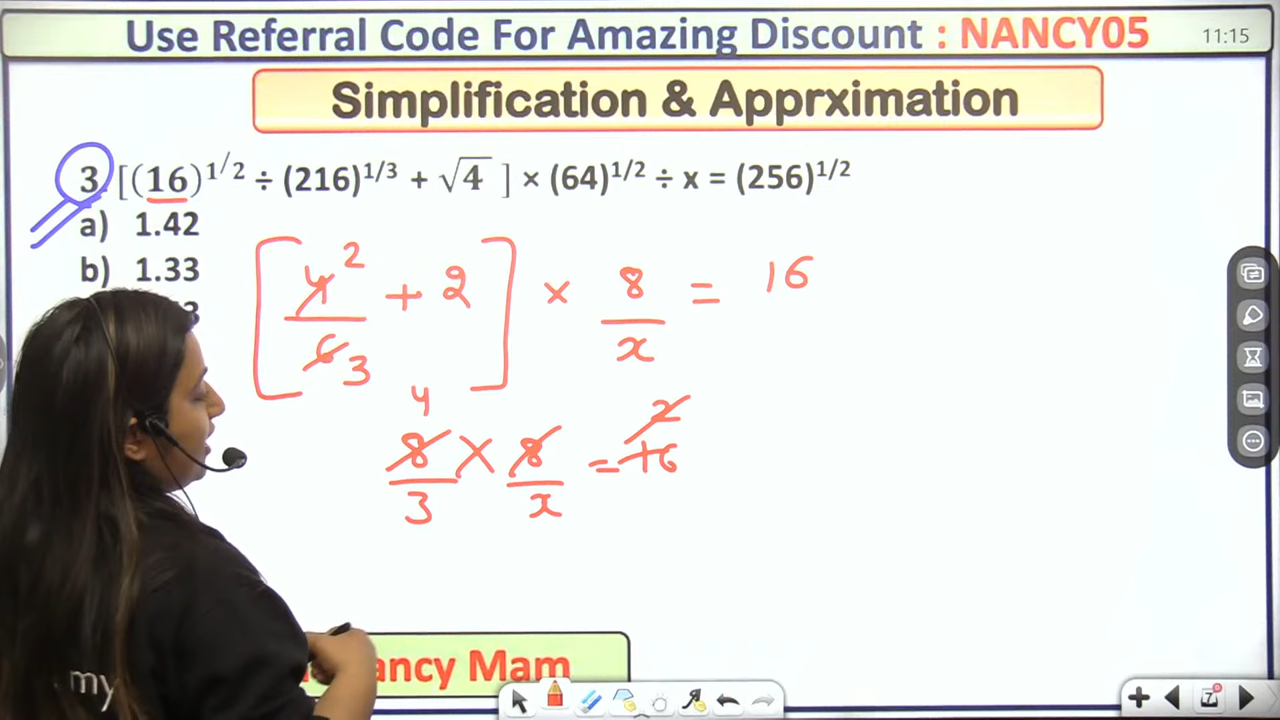 Use Referral Code For Amazing Discount : NANCY05
11:15
Simplification & Apprximation
3. [(16)^1/2 ÷ (216)^1/3 + √4 ] × (64)^1/2 ÷ x = (256)^1/2
a) 1.42
b) 1.33
[4 2 / 6 3 + 2] × 8/x = 16
4 2
8/3 × 8/x = 16
ancy Mam
my
7